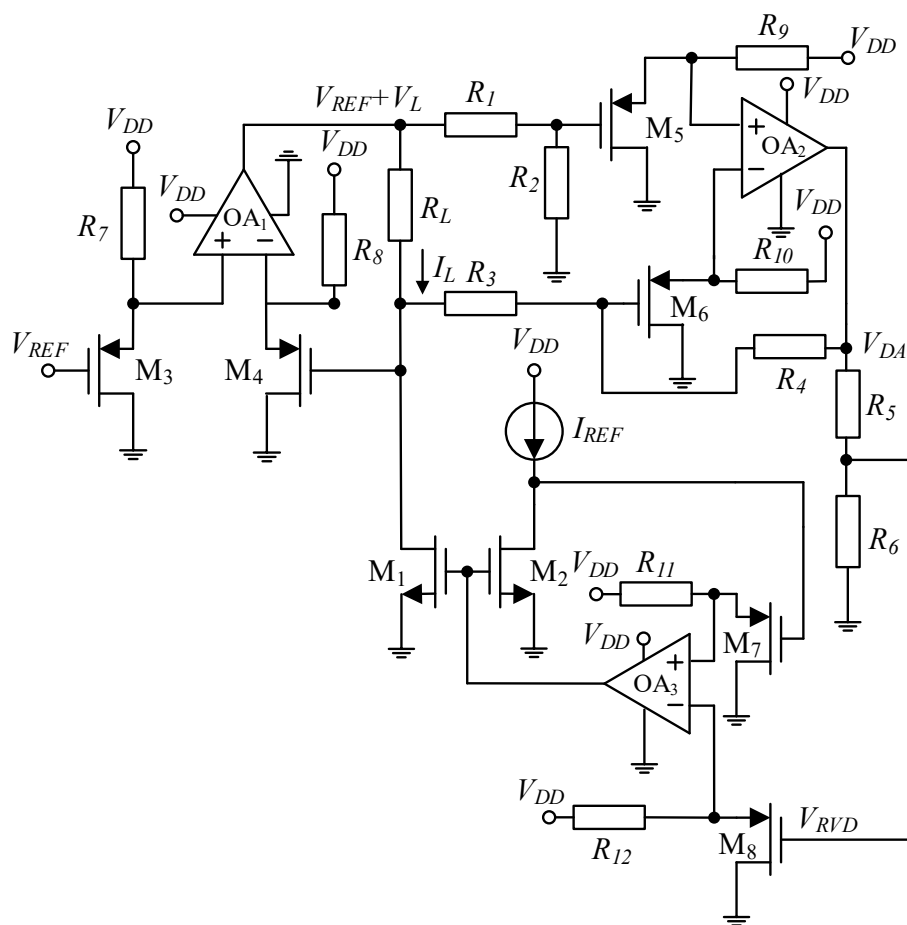 R9
VDD
VREF+VL
R1
VDD
VDD
VDD
M5
+
OA2
−
R2
VDD
VDD
R7
OA1
+ −
RL
R8
R10
IL
R3
M6
VREF
M3
M4
VDD
R4
VDA
R5
IREF
M1
M2
VDD
R11
R6
VDD
M7
+
OA3
−
VDD
R12
M8
VRVD